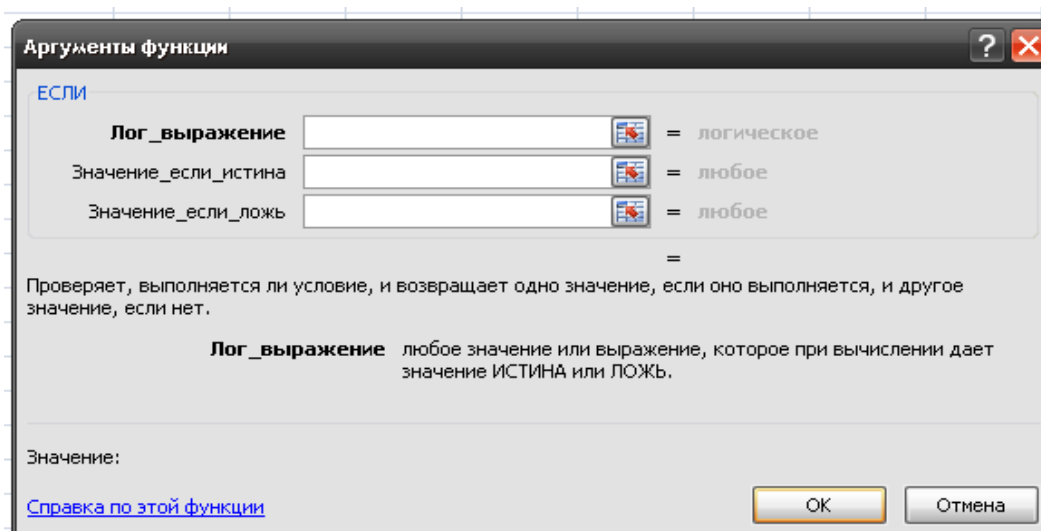 Аргументы функции
?
ЕСЛИ
Лог_выражение = логическое
Значение_если_истина = любое
Значение_если_ложь = любое
=
Проверяет, выполняется ли условие, и возвращает одно значение, если оно выполняется, и другое
значение, если нет.
Лог_выражение любое значение или выражение, которое при вычислении дает
значение ИСТИНА или ЛОЖЬ.
Значение:
Справка по этой функции
ОК
Отмена